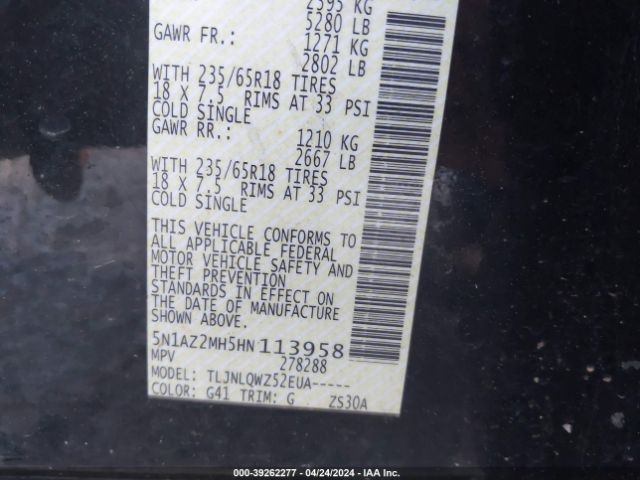 2595 KG
5280 LB
GAWR FR.: 1271 KG
2802 LB
WITH 235/65R18 TIRES
18 X 7.5 RIMS AT 33 PSI
COLD SINGLE
GAWR RR.: 1210 KG
2667 LB
WITH 235/65R18 TIRES
18 X 7.5 RIMS AT 33 PSI
COLD SINGLE
THIS VEHICLE CONFORMS TO
ALL APPLICABLE FEDERAL
MOTOR VEHICLE SAFETY AND
THEFT PREVENTION
STANDARDS IN EFFECT ON
THE DATE OF MANUFACTURE
SHOWN ABOVE.
5N1AZ2MH5HN113958
MPV 278288
MODEL: TLJNLQWZ52EUA-----
COLOR: G41 TRIM: G ZS30A
000-39262277 - 04/24/2024 - IAA Inc.